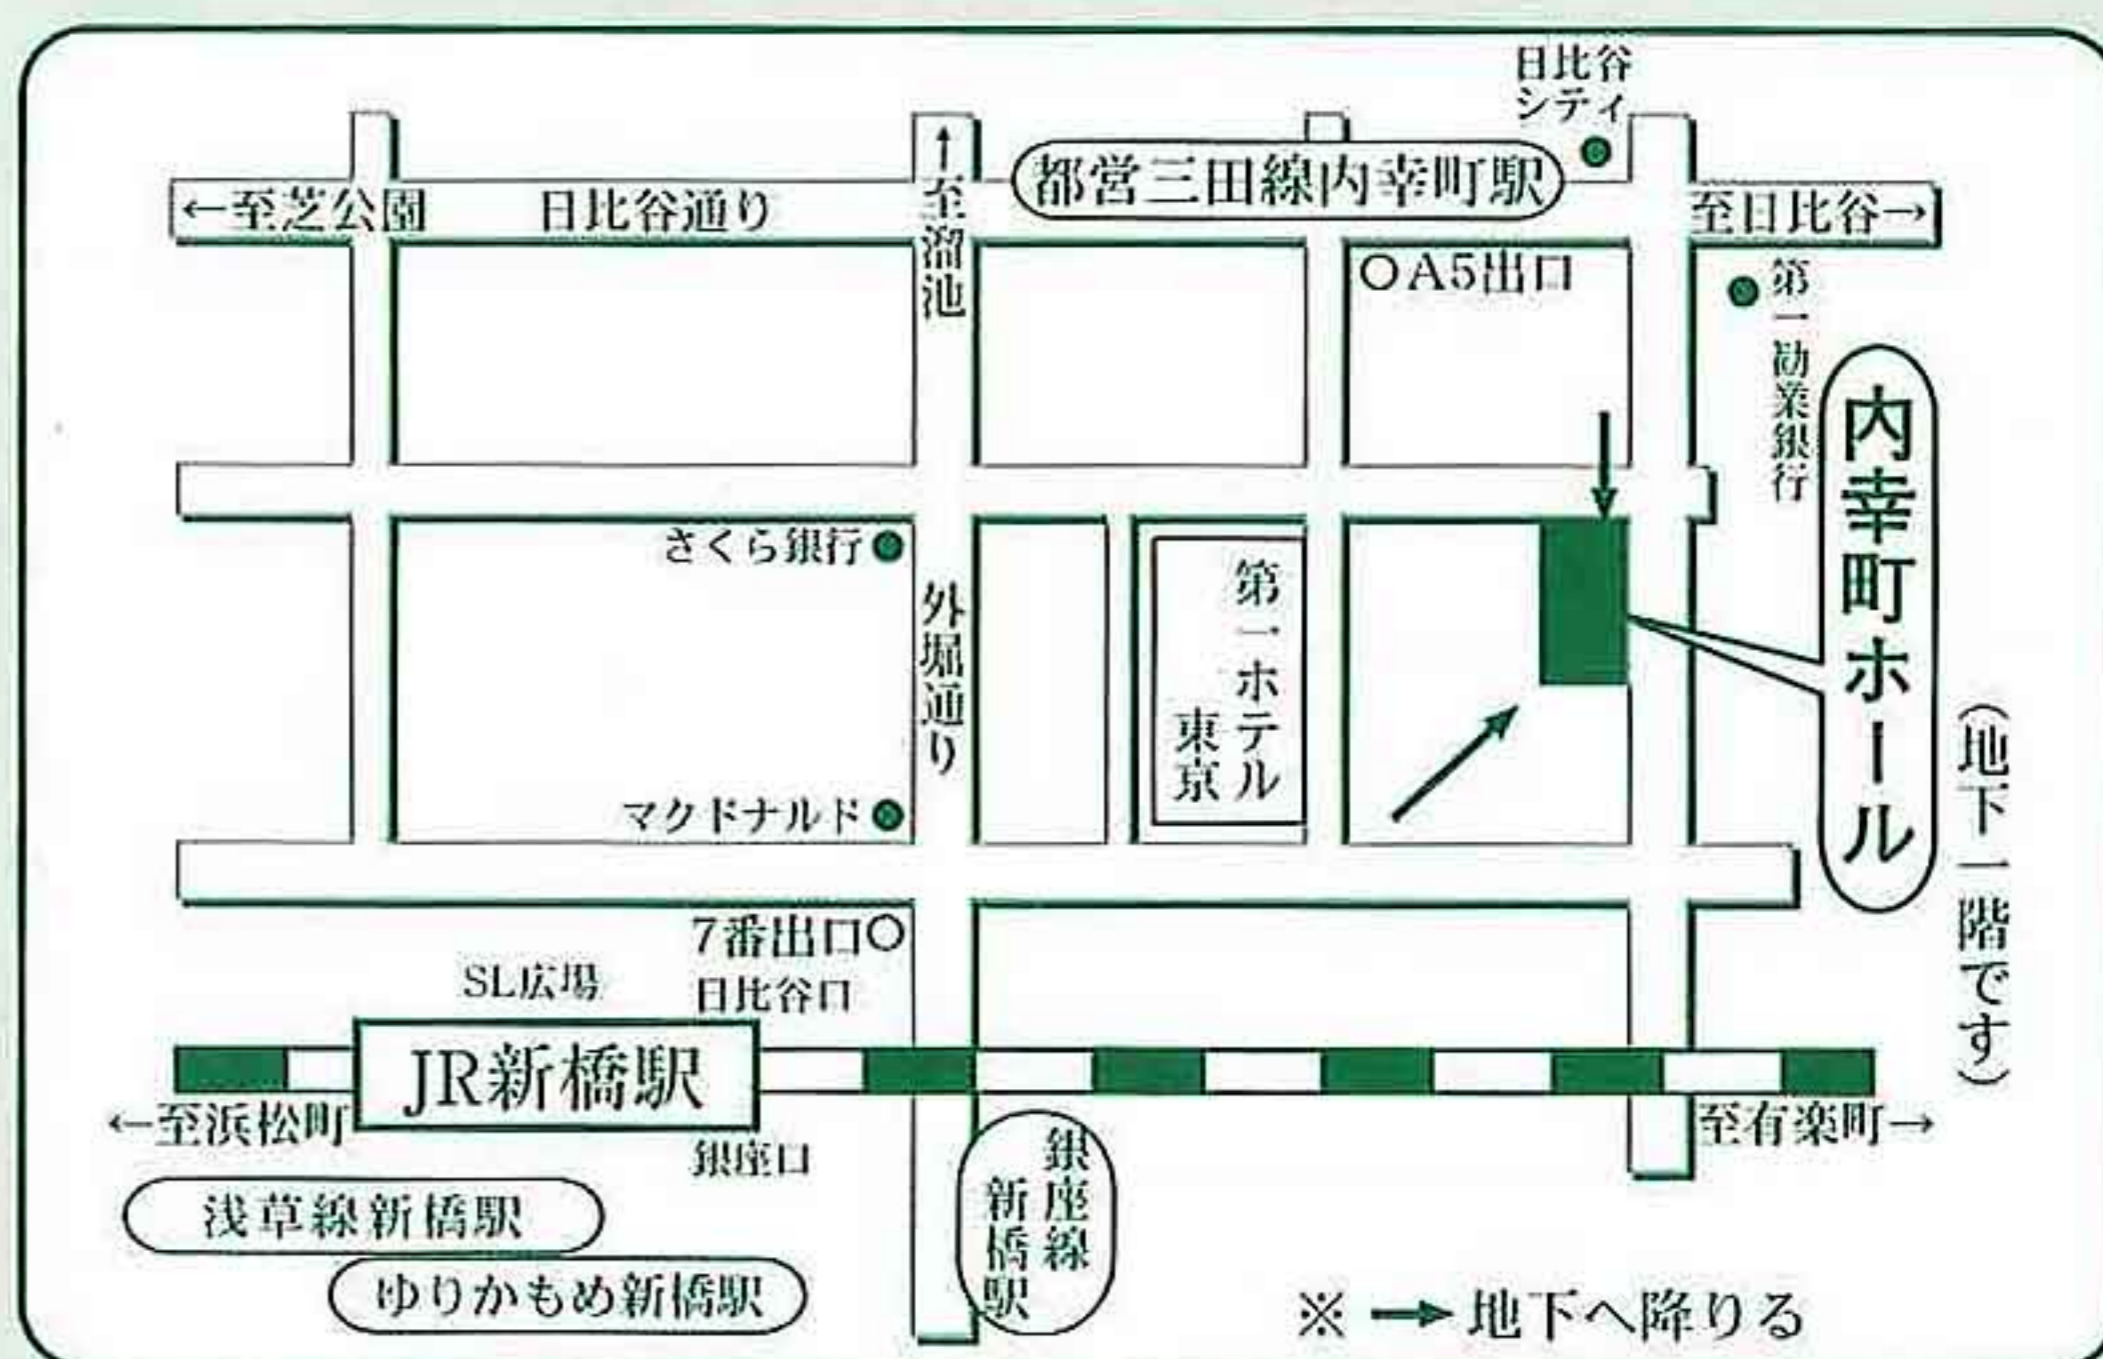 日比谷
シティ
都営三田線内幸町駅
←至芝公園
日比谷通り
↑至溜池
至日比谷→
○A5出口
第一勧業銀行
内幸町ホール
(地下一階です)
さくら銀行
外堀通り
第一ホテル
東京
マクドナルド
7番出口○
SL広場
日比谷口
JR新橋駅
←至浜松町
至有楽町→
銀座口
浅草線新橋駅
ゆりかもめ新橋駅
銀座線
新橋駅
※→地下へ降りる